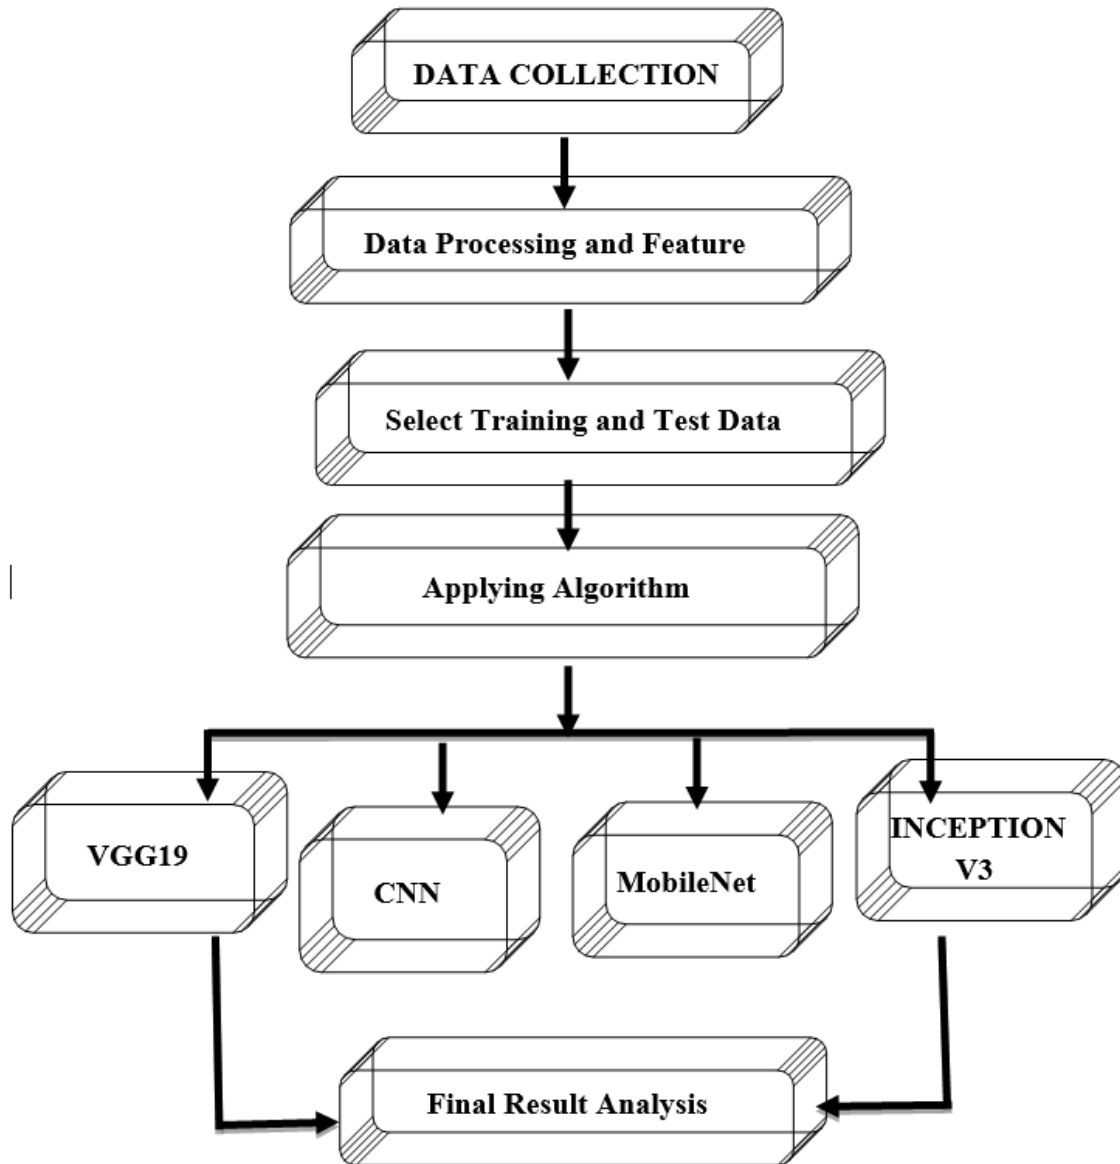 DATA COLLECTION
Data Processing and Feature
Select Training and Test Data
Applying Algorithm
VGG19
CNN
MobileNet
INCEPTION
V3
Final Result Analysis